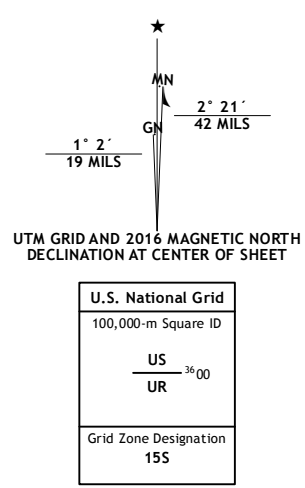 ★
MN
2° 21´
42 MILS
GN
1° 2´
19 MILS
UTM GRID AND 2016 MAGNETIC NORTH
DECLINATION AT CENTER OF SHEET
U.S. National Grid
100,000-m Square ID
US
3600
UR
Grid Zone Designation
15S